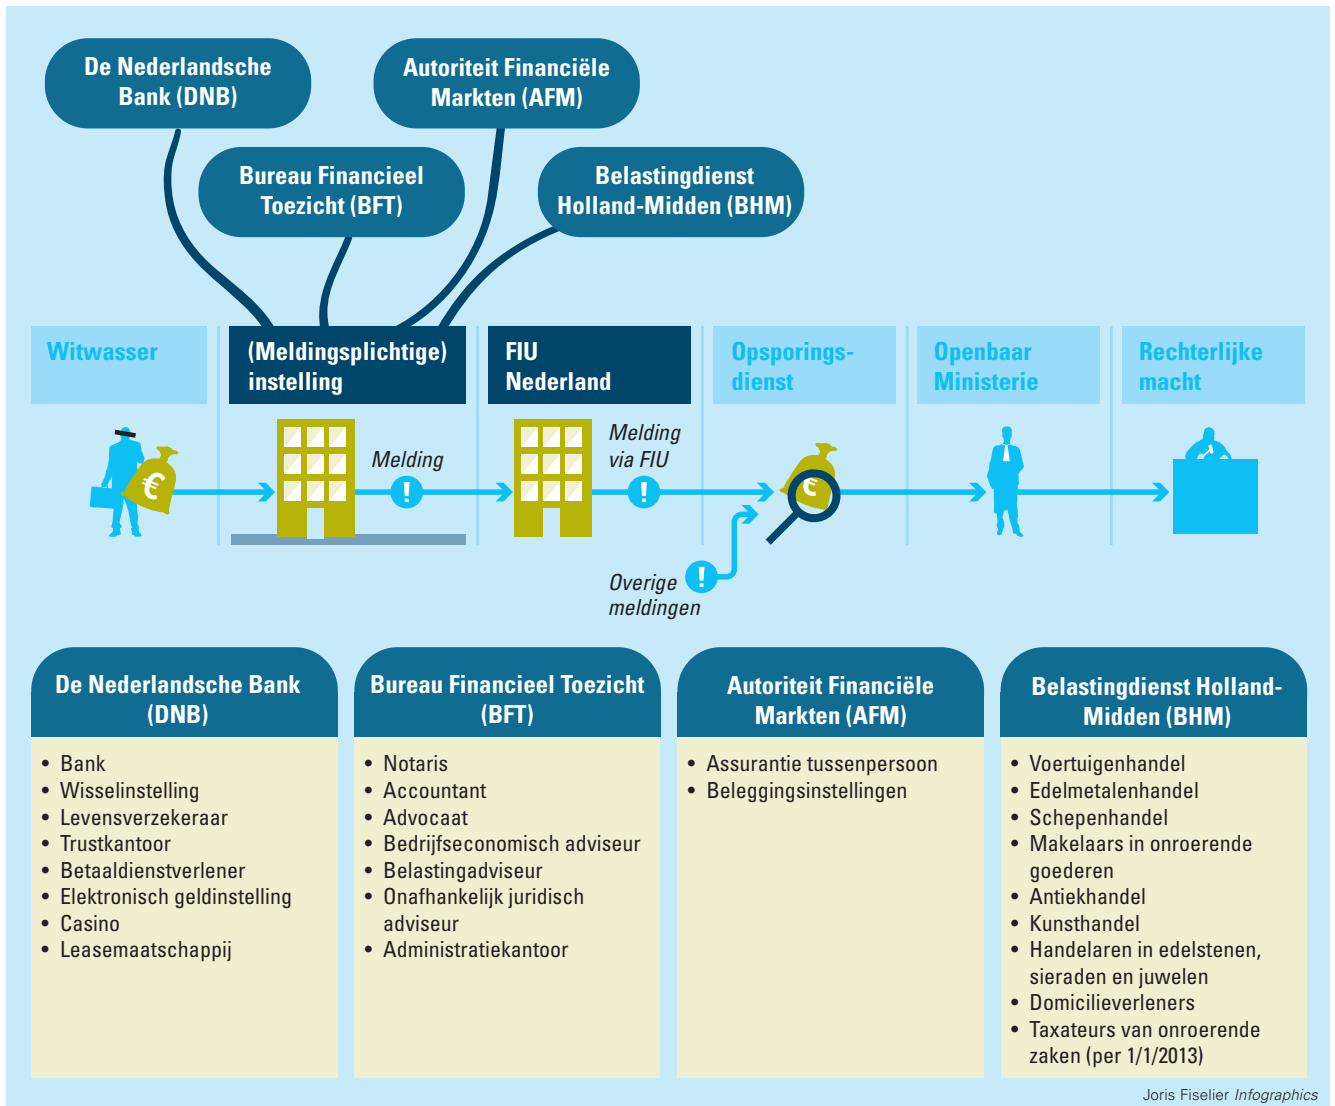 De Nederlandsche
Bank (DNB)
Autoriteit Financiële
Markten (AFM)
Bureau Financieel
Toezicht (BFT)
Belastingdienst
Holland-Midden (BHM)
Witwasser
(Meldingsplichtige)
instelling
FIU
Nederland
Opsporings-
dienst
Openbaar
Ministerie
Rechterlijke
macht
€
Melding
!
Melding
via FIU
!
€
Overige
meldingen
!
De Nederlandsche Bank
(DNB)
• Bank
• Wisselinstelling
• Levensverzekeraar
• Trustkantoor
• Betaaldienstverlener
• Elektronisch geldinstelling
• Casino
• Leasemaatschappij
Bureau Financieel Toezicht
(BFT)
• Notaris
• Accountant
• Advocaat
• Bedrijfseconomisch adviseur
• Belastingadviseur
• Onafhankelijk juridisch
adviseur
• Administratiekantoor
Autoriteit Financiële
Markten (AFM)
• Assurantie tussenpersoon
• Beleggingsinstellingen
Belastingdienst Holland-
Midden (BHM)
• Voertuigenhandel
• Edelmetalenhandel
• Schepenhandel
• Makelaars in onroerende
goederen
• Antiekhandel
• Kunsthandel
• Handelaren in edelstenen,
sieraden en juwelen
• Domicilieverleners
• Taxateurs van onroerende
zaken (per 1/1/2013)
Joris Fiselier Infographics